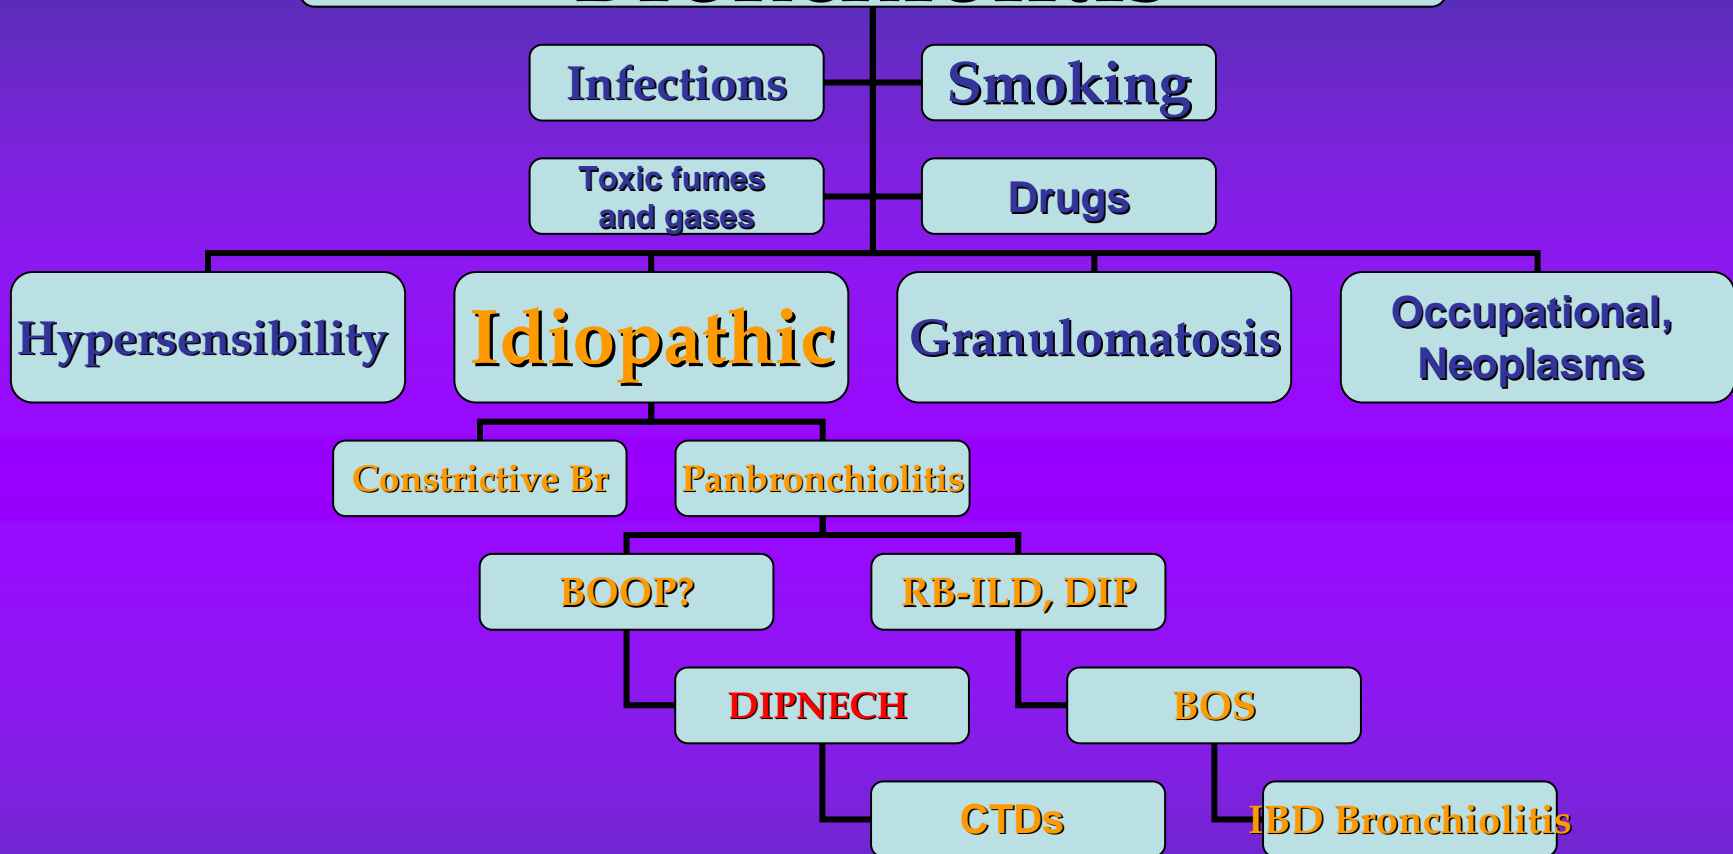 Bronchiolitis
Infections
Smoking
Toxic fumes
and gases
Drugs
Hypersensibility
Idiopathic
Granulomatosis
Occupational,
Neoplasms
Constrictive Br
Panbronchiolitis
BOOP?
RB-ILD, DIP
DIPNECH
BOS
CTDs
IBD Bronchiolitis